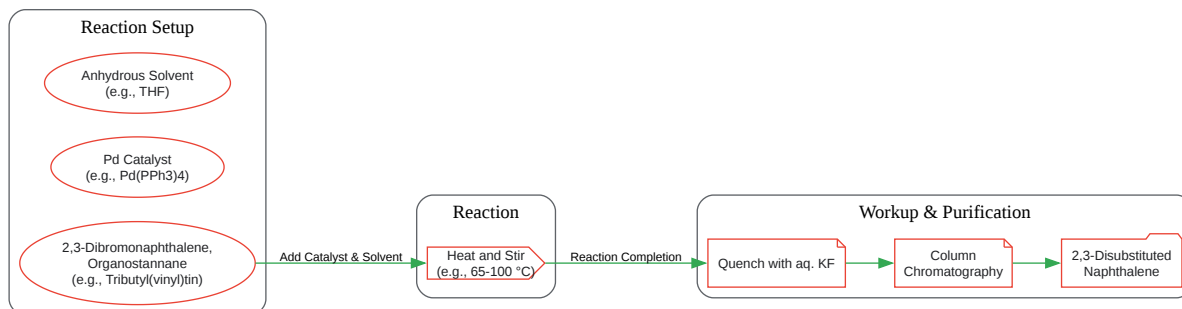 Reaction Setup
Anhydrous Solvent
(e.g., THF)
Pd Catalyst
(e.g., Pd(PPh3)4)
2,3-Dibromonaphthalene,
Organostannane
(e.g., Tributyl(vinyl)tin)
Add Catalyst & Solvent
Reaction
Heat and Stir
(e.g., 65-100 °C)
Reaction Completion
Workup & Purification
Quench with aq. KF
Column
Chromatography
2,3-Disubstituted
Naphthalene